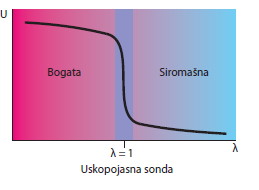 U
Bogata Siromašna
λ = 1
λ
Uskopojasna sonda